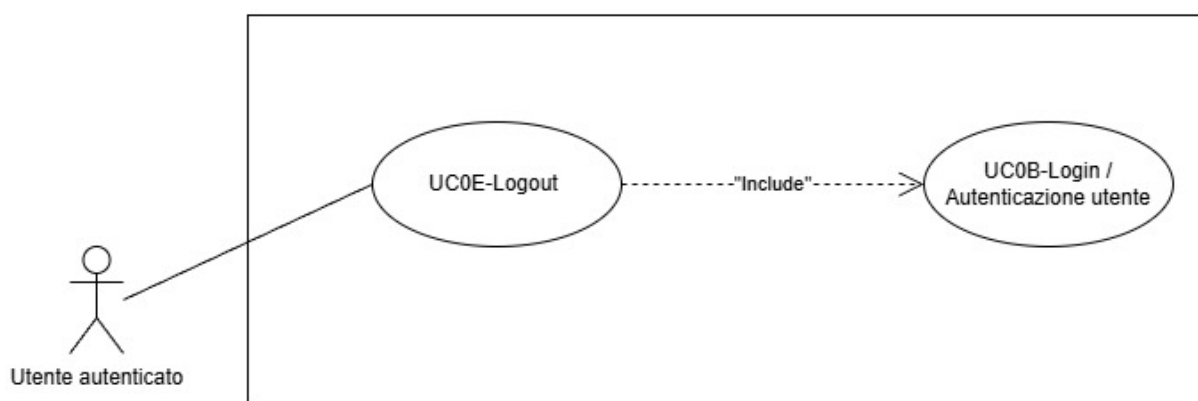 UC0E-Logout
"Include"
UC0B-Login /
Autenticazione utente
Utente autenticato